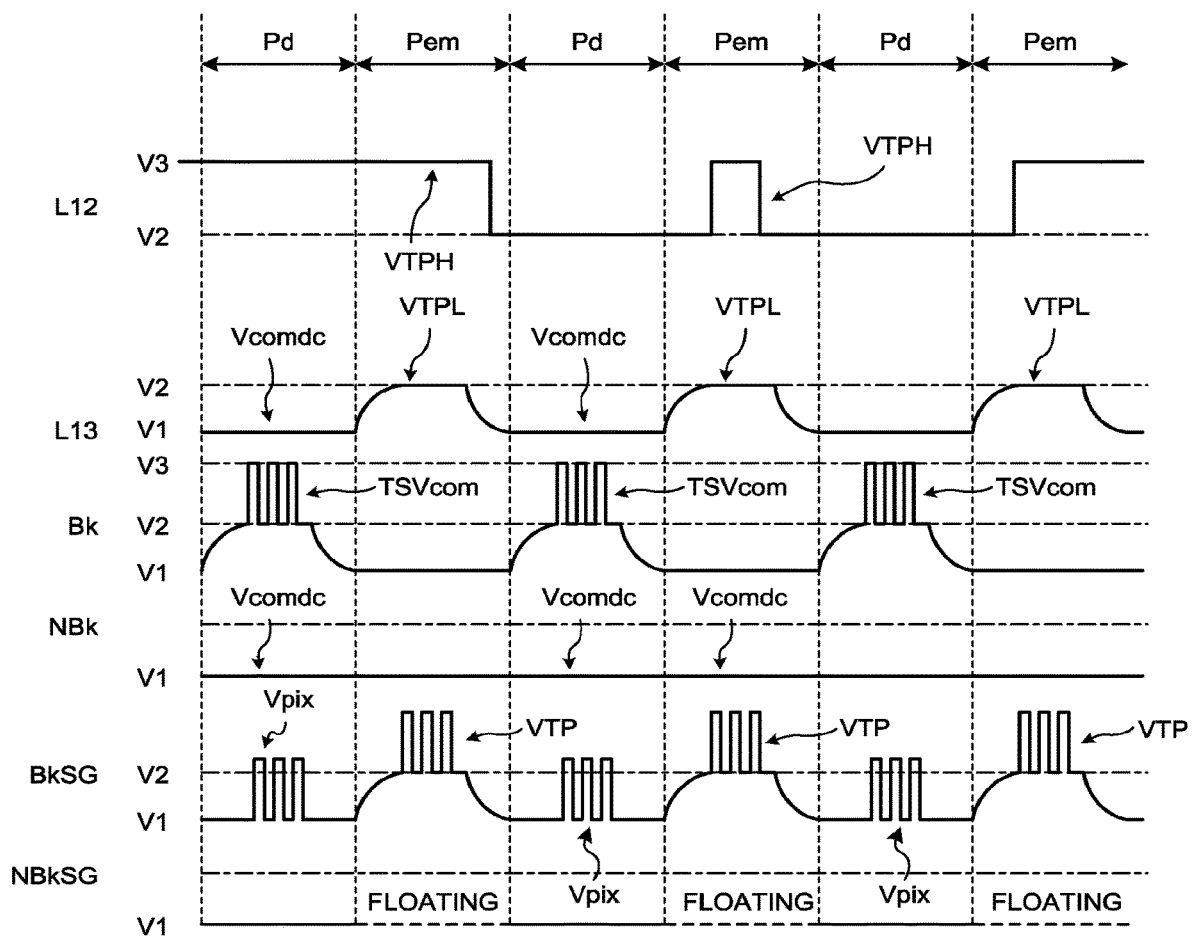 Pd Pem Pd Pem Pd Pem
V3
VTPH
L12
V2
VTPH
VTPL VTPL VTPL
Vcomdc Vcomdc
V2
L13 V1
V3
TSVcom TSVcom TSVcom
Bk V2
V1
Vcomdc Vcomdc Vcomdc
NBk
V1
Vpix
VTP VTP VTP
BkSG V2
V1
NBkSG
Vpix Vpix
FLOATING FLOATING FLOATING
V1